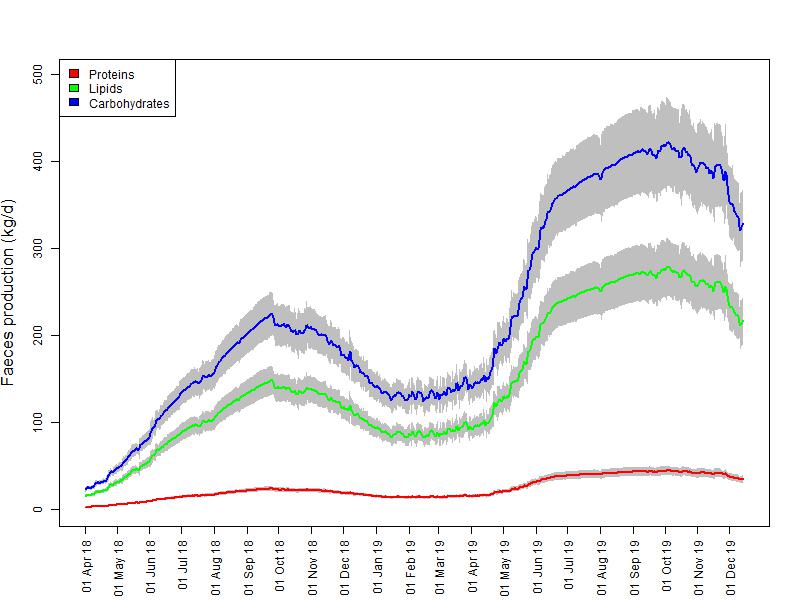 Proteins
Lipids
Carbohydrates
Faeces production (kg/d)
500
400
300
200
100
0
01 Apr 18
01 May 18
01 Jun 18
01 Jul 18
01 Aug 18
01 Sep 18
01 Oct 18
01 Nov 18
01 Dec 18
01 Jan 19
01 Feb 19
01 Mar 19
01 Apr 19
01 May 19
01 Jun 19
01 Jul 19
01 Aug 19
01 Sep 19
01 Oct 19
01 Nov 19
01 Dec 19